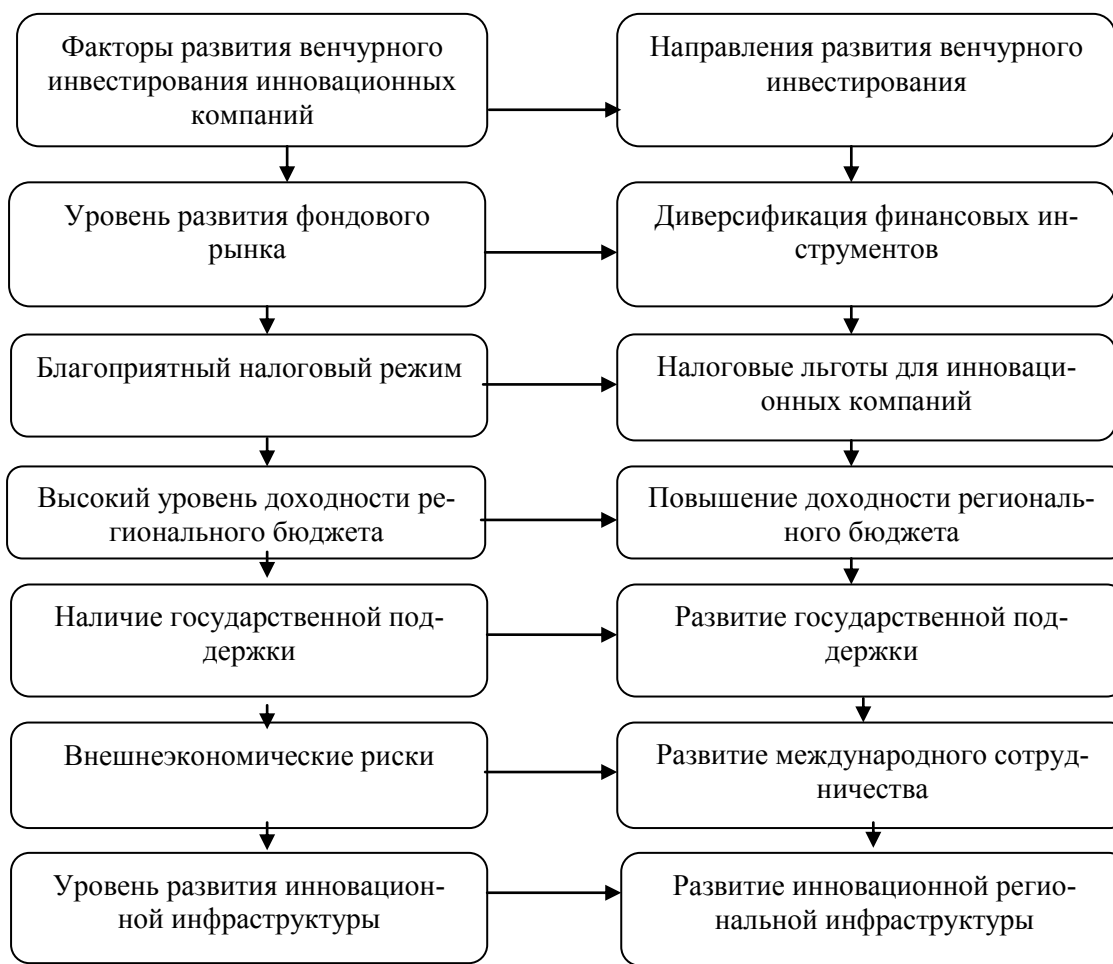 Факторы развития венчурного
инвестирования инновационных
компаний
Направления развития венчурного
инвестирования
Уровень развития фондового
рынка
Диверсификация финансовых ин-
струментов
Благоприятный налоговый режим
Налоговые льготы для инноваци-
онных компаний
Высокий уровень доходности ре-
гионального бюджета
Повышение доходности региональ-
ного бюджета
Наличие государственной под-
держки
Развитие государственной под-
держки
Внешнеэкономические риски
Развитие международного сотруд-
ничества
Уровень развития инновацион-
ной инфраструктуры
Развитие инновационной регио-
нальной инфраструктуры